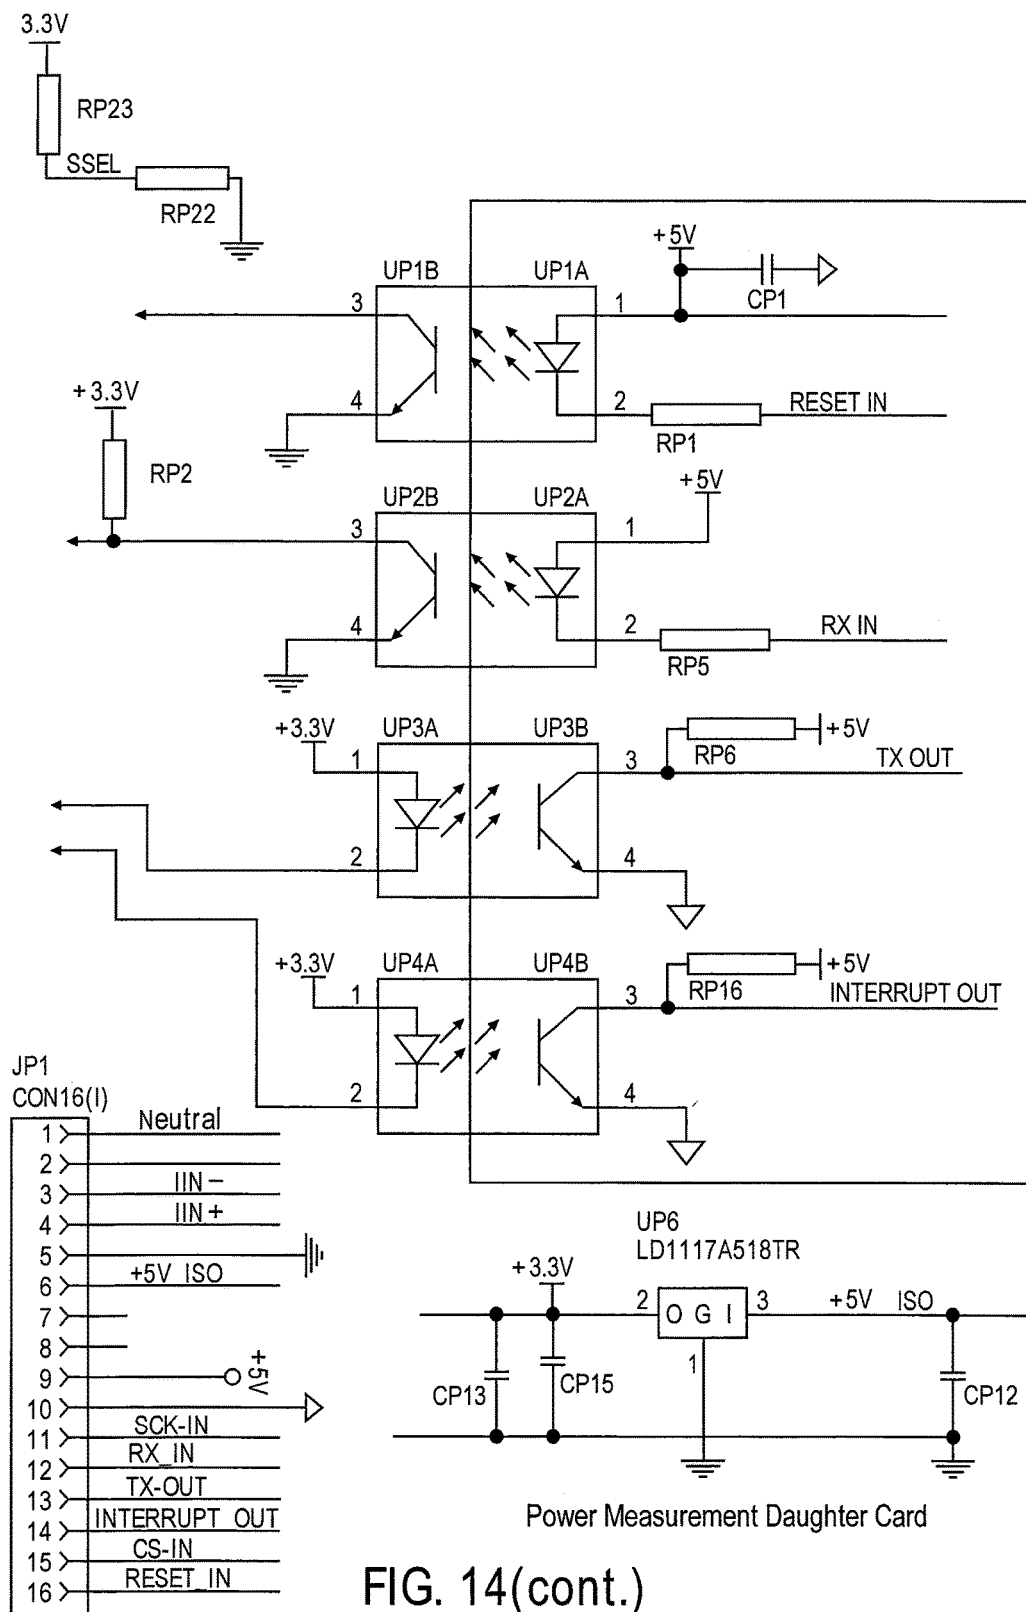 3.3V
RP23
SSEL
RP22
+5V
UP1B
UP1A
CP1
3
1
+3.3V
4
2
RESET IN
RP1
RP2
UP2B
UP2A
+5V
3
1
4
2
RX IN
RP5
+3.3V
UP3A
UP3B
+5V
RP6
TX OUT
1
3
2
4
+3.3V
UP4A
UP4B
+5V
RP16
INTERRUPT OUT
1
3
2
4
JP1
CON16(I)
1 Neutral
2
3 IIN−
4 IIN+
5
6 +5V ISO
7
8
9 +5V
10
11 SCK-IN
12 RX_IN
13 TX-OUT
14 INTERRUPT OUT
15 CS-IN
16 RESET_IN
UP6
LD1117A518TR
+3.3V
2 O G I 3 +5V ISO
1
CP13
CP15
CP12
Power Measurement Daughter Card
FIG. 14(cont.)